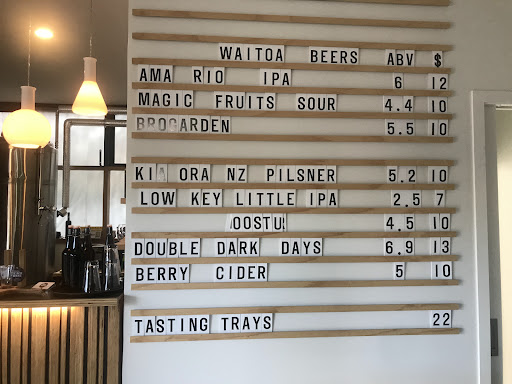 WAITOA BEERS ABV $
AMA RIO IPA 6 12
MAGIC FRUITS SOUR 4.4 10
BROGARDEN 5.5 10
KIA ORA NZ PILSNER 5.2 10
LOW KEY LITTLE IPA 2.5 7
OOSTU 4.5 10
DOUBLE DARK DAYS 6.9 13
BERRY CIDER 5 10
TASTING TRAYS 22